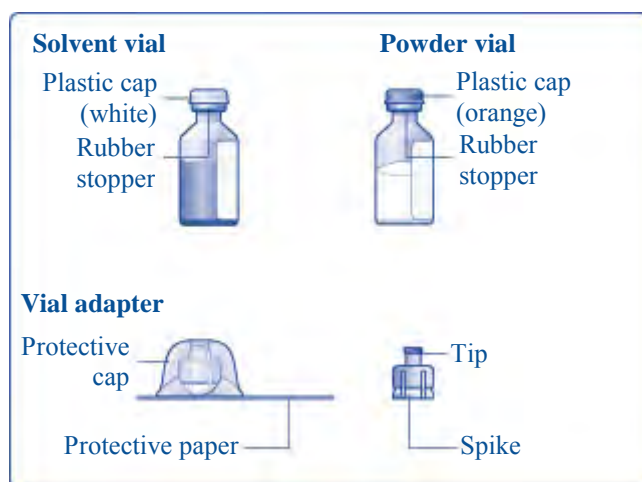 Solvent vial
Plastic cap
(white)
Rubber
stopper
Powder vial
Plastic cap
(orange)
Rubber
stopper
Vial adapter
Protective
cap
Protective paper
Tip
Spike